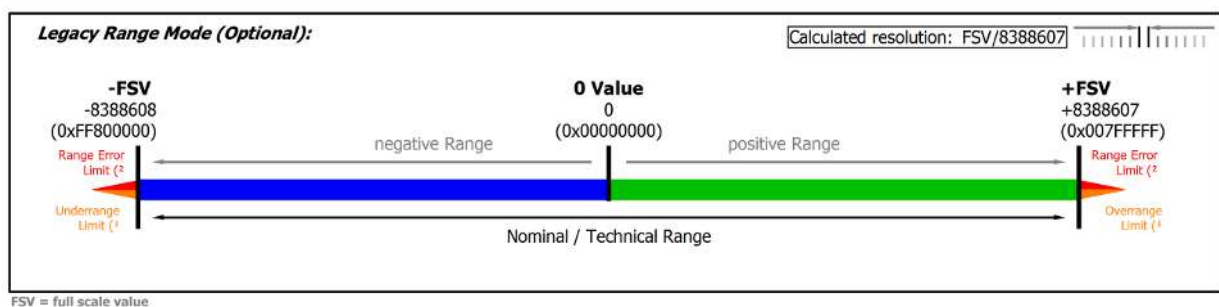 Legacy Range Mode (Optional):
Calculated resolution: FSV/8388607
-FSV
-8388608
(0xFF800000)
0 Value
0
(0x00000000)
+FSV
+8388607
(0x007FFFFF)
negative Range
positive Range
Range Error
Limit (²
Range Error
Limit (²
Underrange
Limit (¹
Overrange
Limit (¹
Nominal / Technical Range
FSV = full scale value